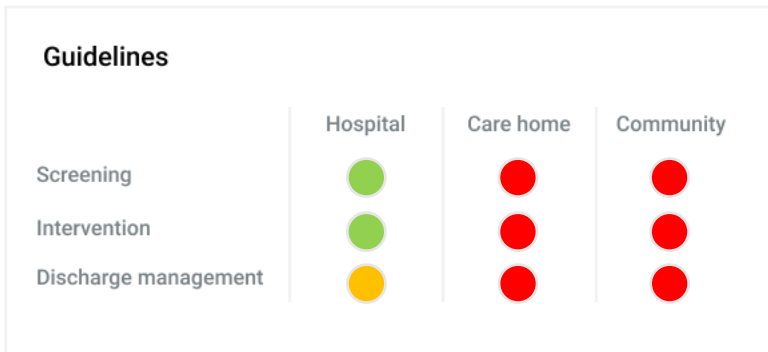 Guidelines
Hospital Care home Community
Screening
Intervention
Discharge management